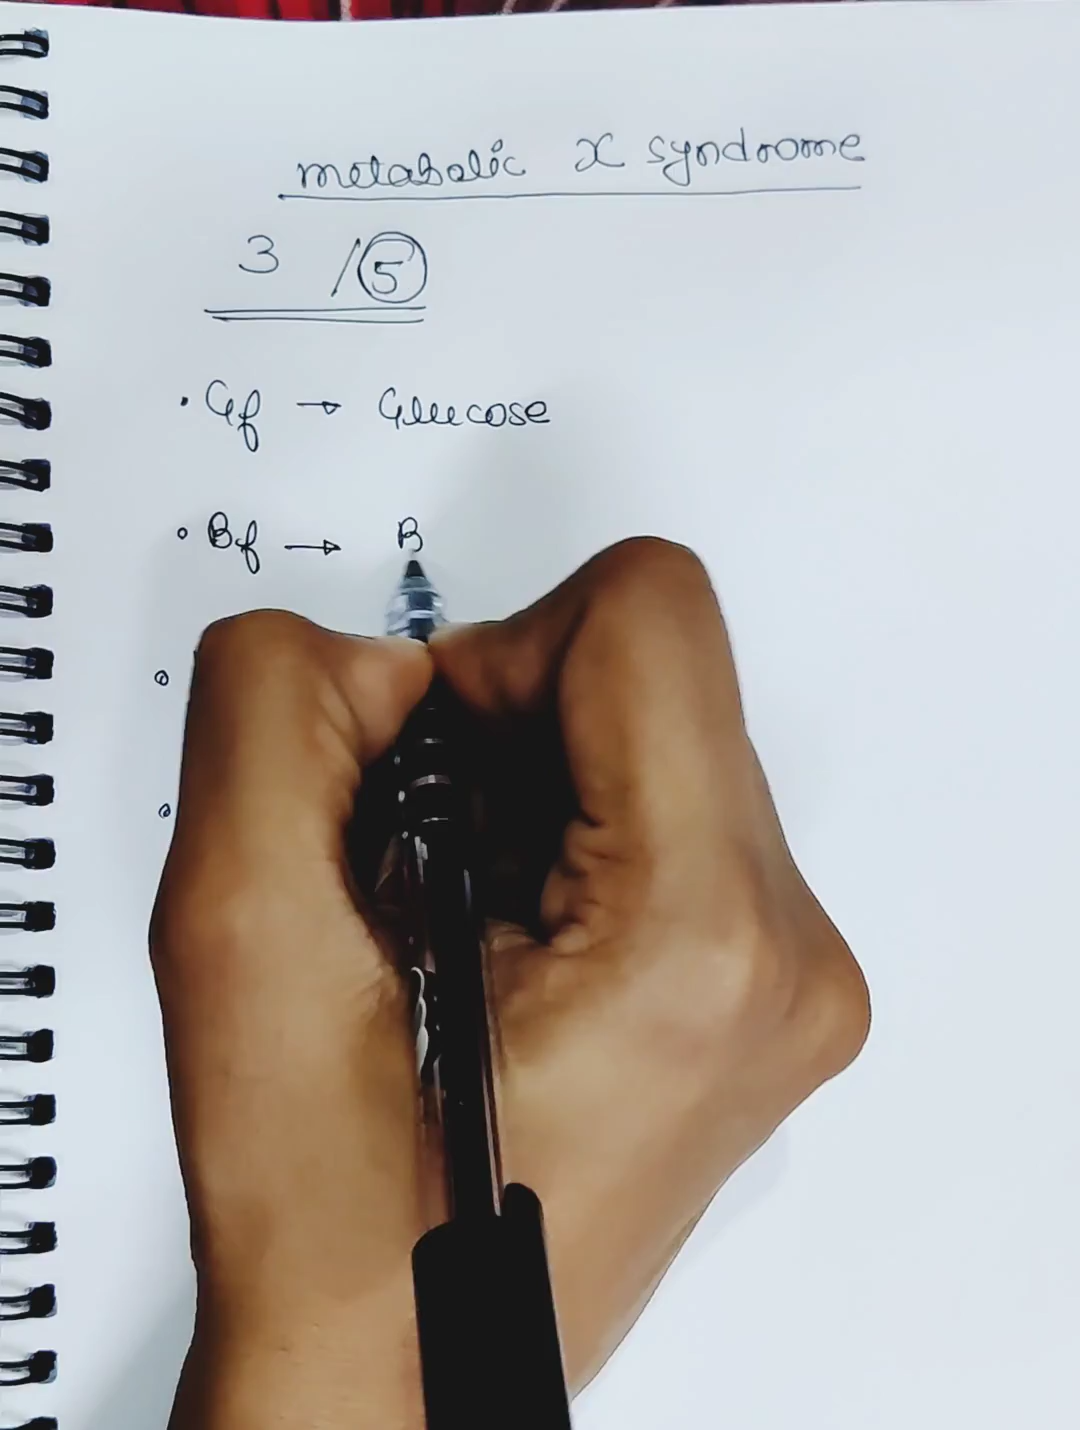 metabolic X syndrome
3 /5
• Gf → Glucose
• Bf → B